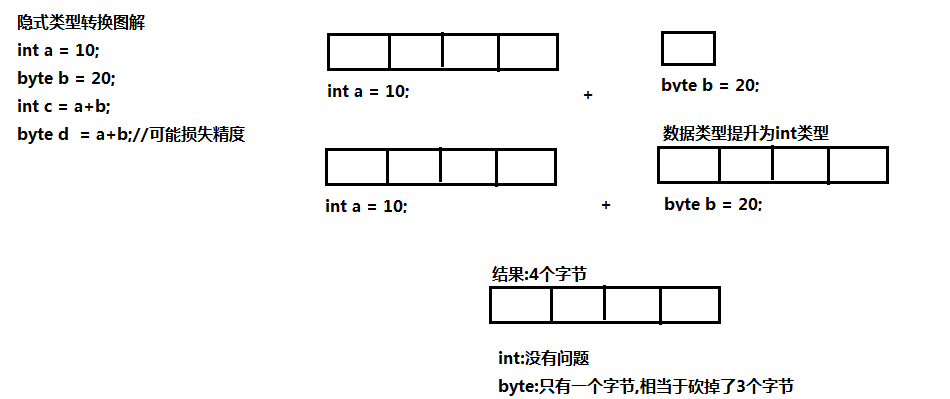 隐式类型转换图解
int a = 10;
byte b = 20;
int c = a+b;
byte d  = a+b;//可能损失精度
int a = 10;
+
byte b = 20;
数据类型提升为int类型
int a = 10;
+
byte b = 20;
结果:4个字节
int:没有问题
byte:只有一个字节,相当于砍掉了3个字节